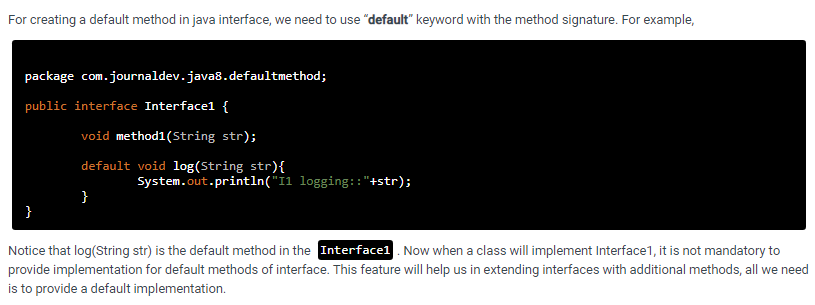 For creating a default method in java interface, we need to use “default” keyword with the method signature. For example,
package com.journaldev.java8.defaultmethod;
public interface Interface1 {
void method1(String str);
default void log(String str){
System.out.println("I1 logging::"+str);
}
}
Notice that log(String str) is the default method in the Interface1 . Now when a class will implement Interface1, it is not mandatory to
provide implementation for default methods of interface. This feature will help us in extending interfaces with additional methods, all we need
is to provide a default implementation.